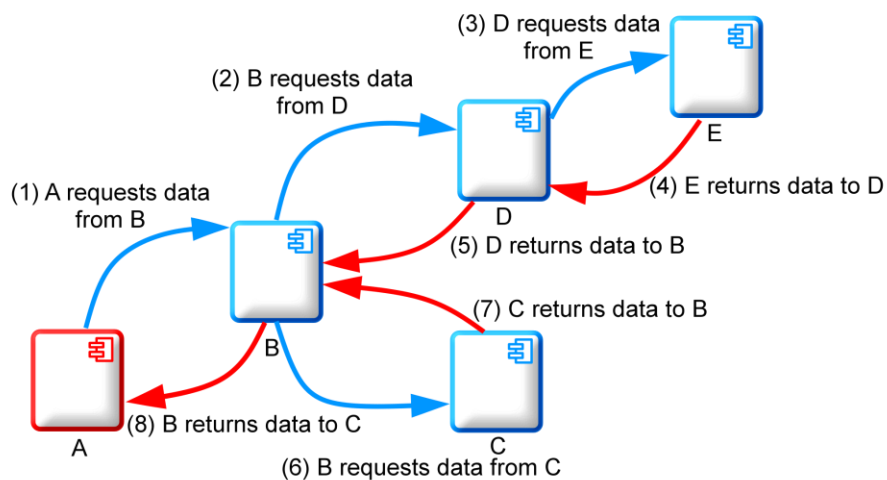 (3) D requests data
from E
(2) B requests data
from D
E
(1) A requests data
from B
(4) E returns data to D
D
(5) D returns data to B
(7) C returns data to B
B
(8) B returns data to C
A
C
(6) B requests data from C